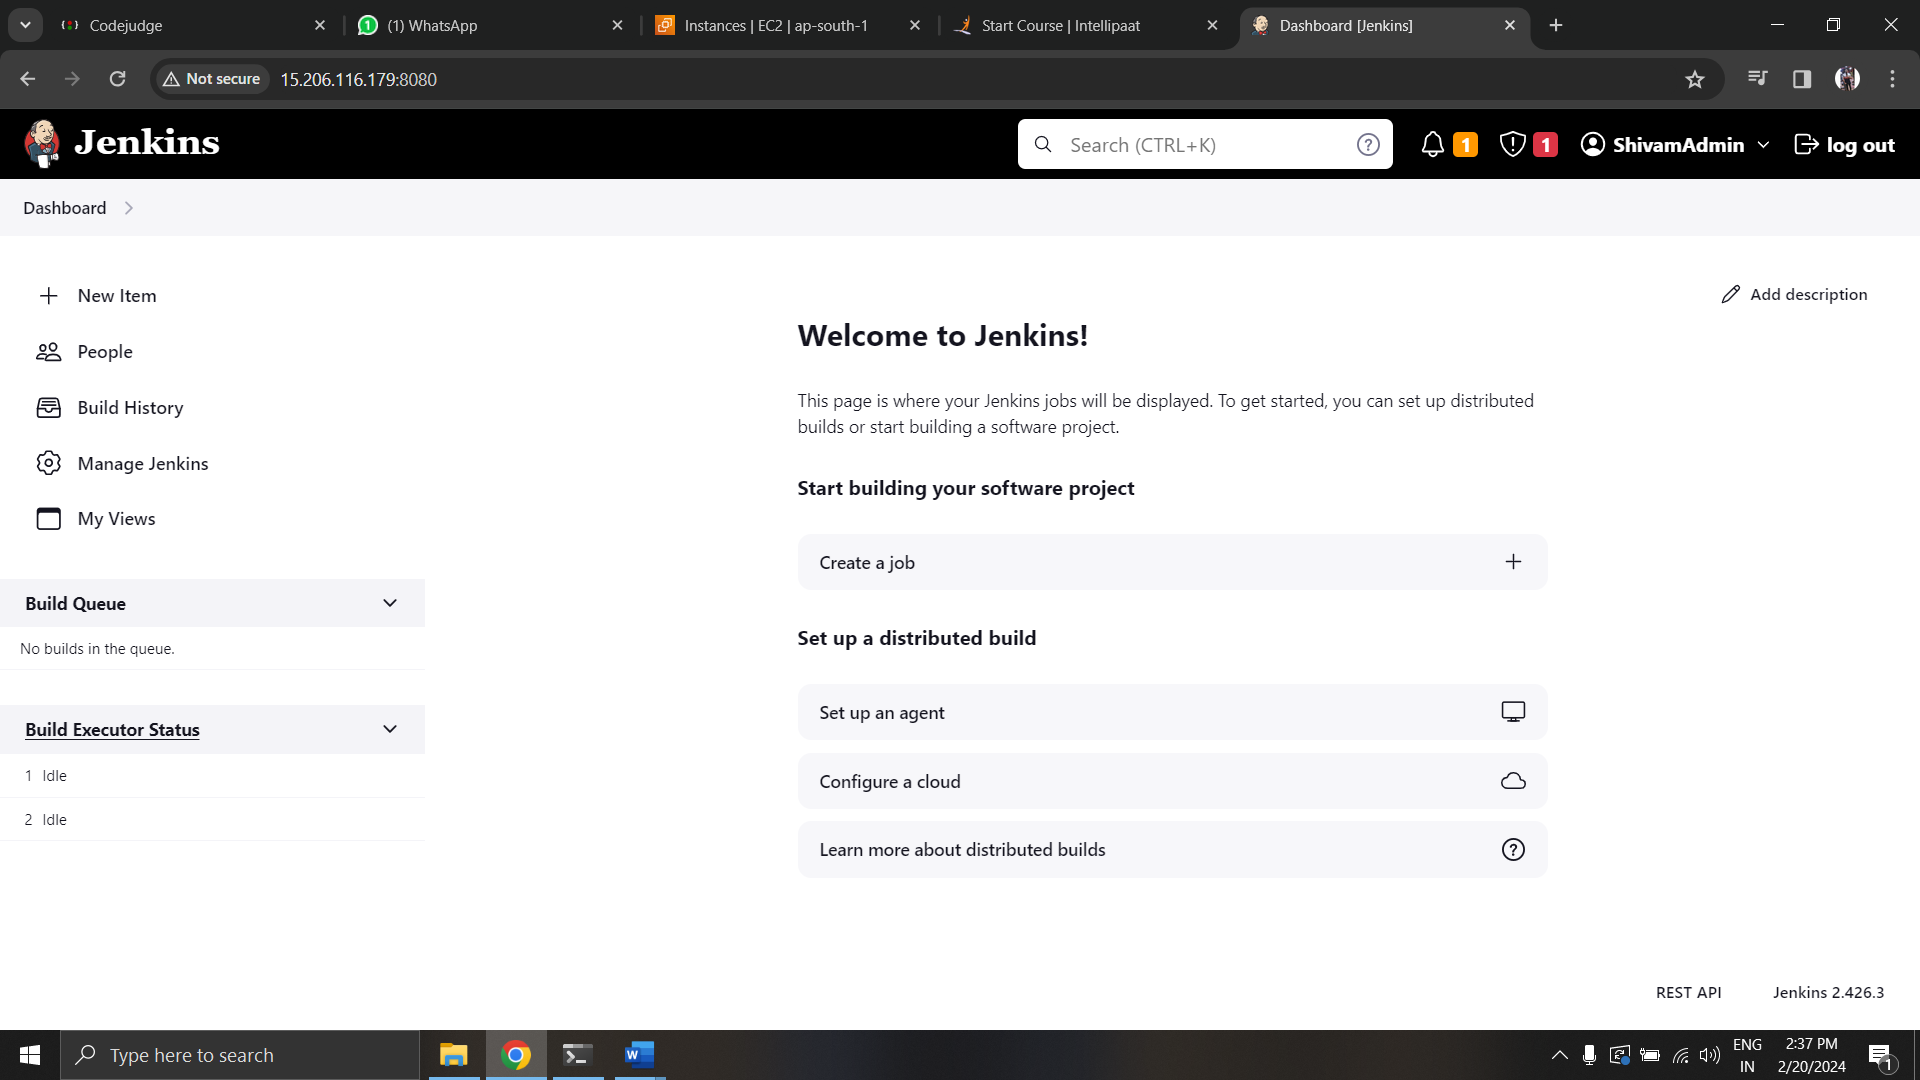 Codejudge
(1) WhatsApp
Instances | EC2 | ap-south-1
Start Course | Intellipaat
Dashboard [Jenkins]
Not secure
15.206.116.179:8080
Jenkins
Search (CTRL+K)
1
1
ShivamAdmin
log out
Dashboard
New Item
People
Build History
Manage Jenkins
My Views
Build Queue
No builds in the queue.
Build Executor Status
1 Idle
2 Idle
Add description
Welcome to Jenkins!
This page is where your Jenkins jobs will be displayed. To get started, you can set up distributed
builds or start building a software project.
Start building your software project
Create a job
Set up a distributed build
Set up an agent
Configure a cloud
Learn more about distributed builds
REST API
Jenkins 2.426.3
Type here to search
ENG
IN
2:37 PM
2/20/2024
1